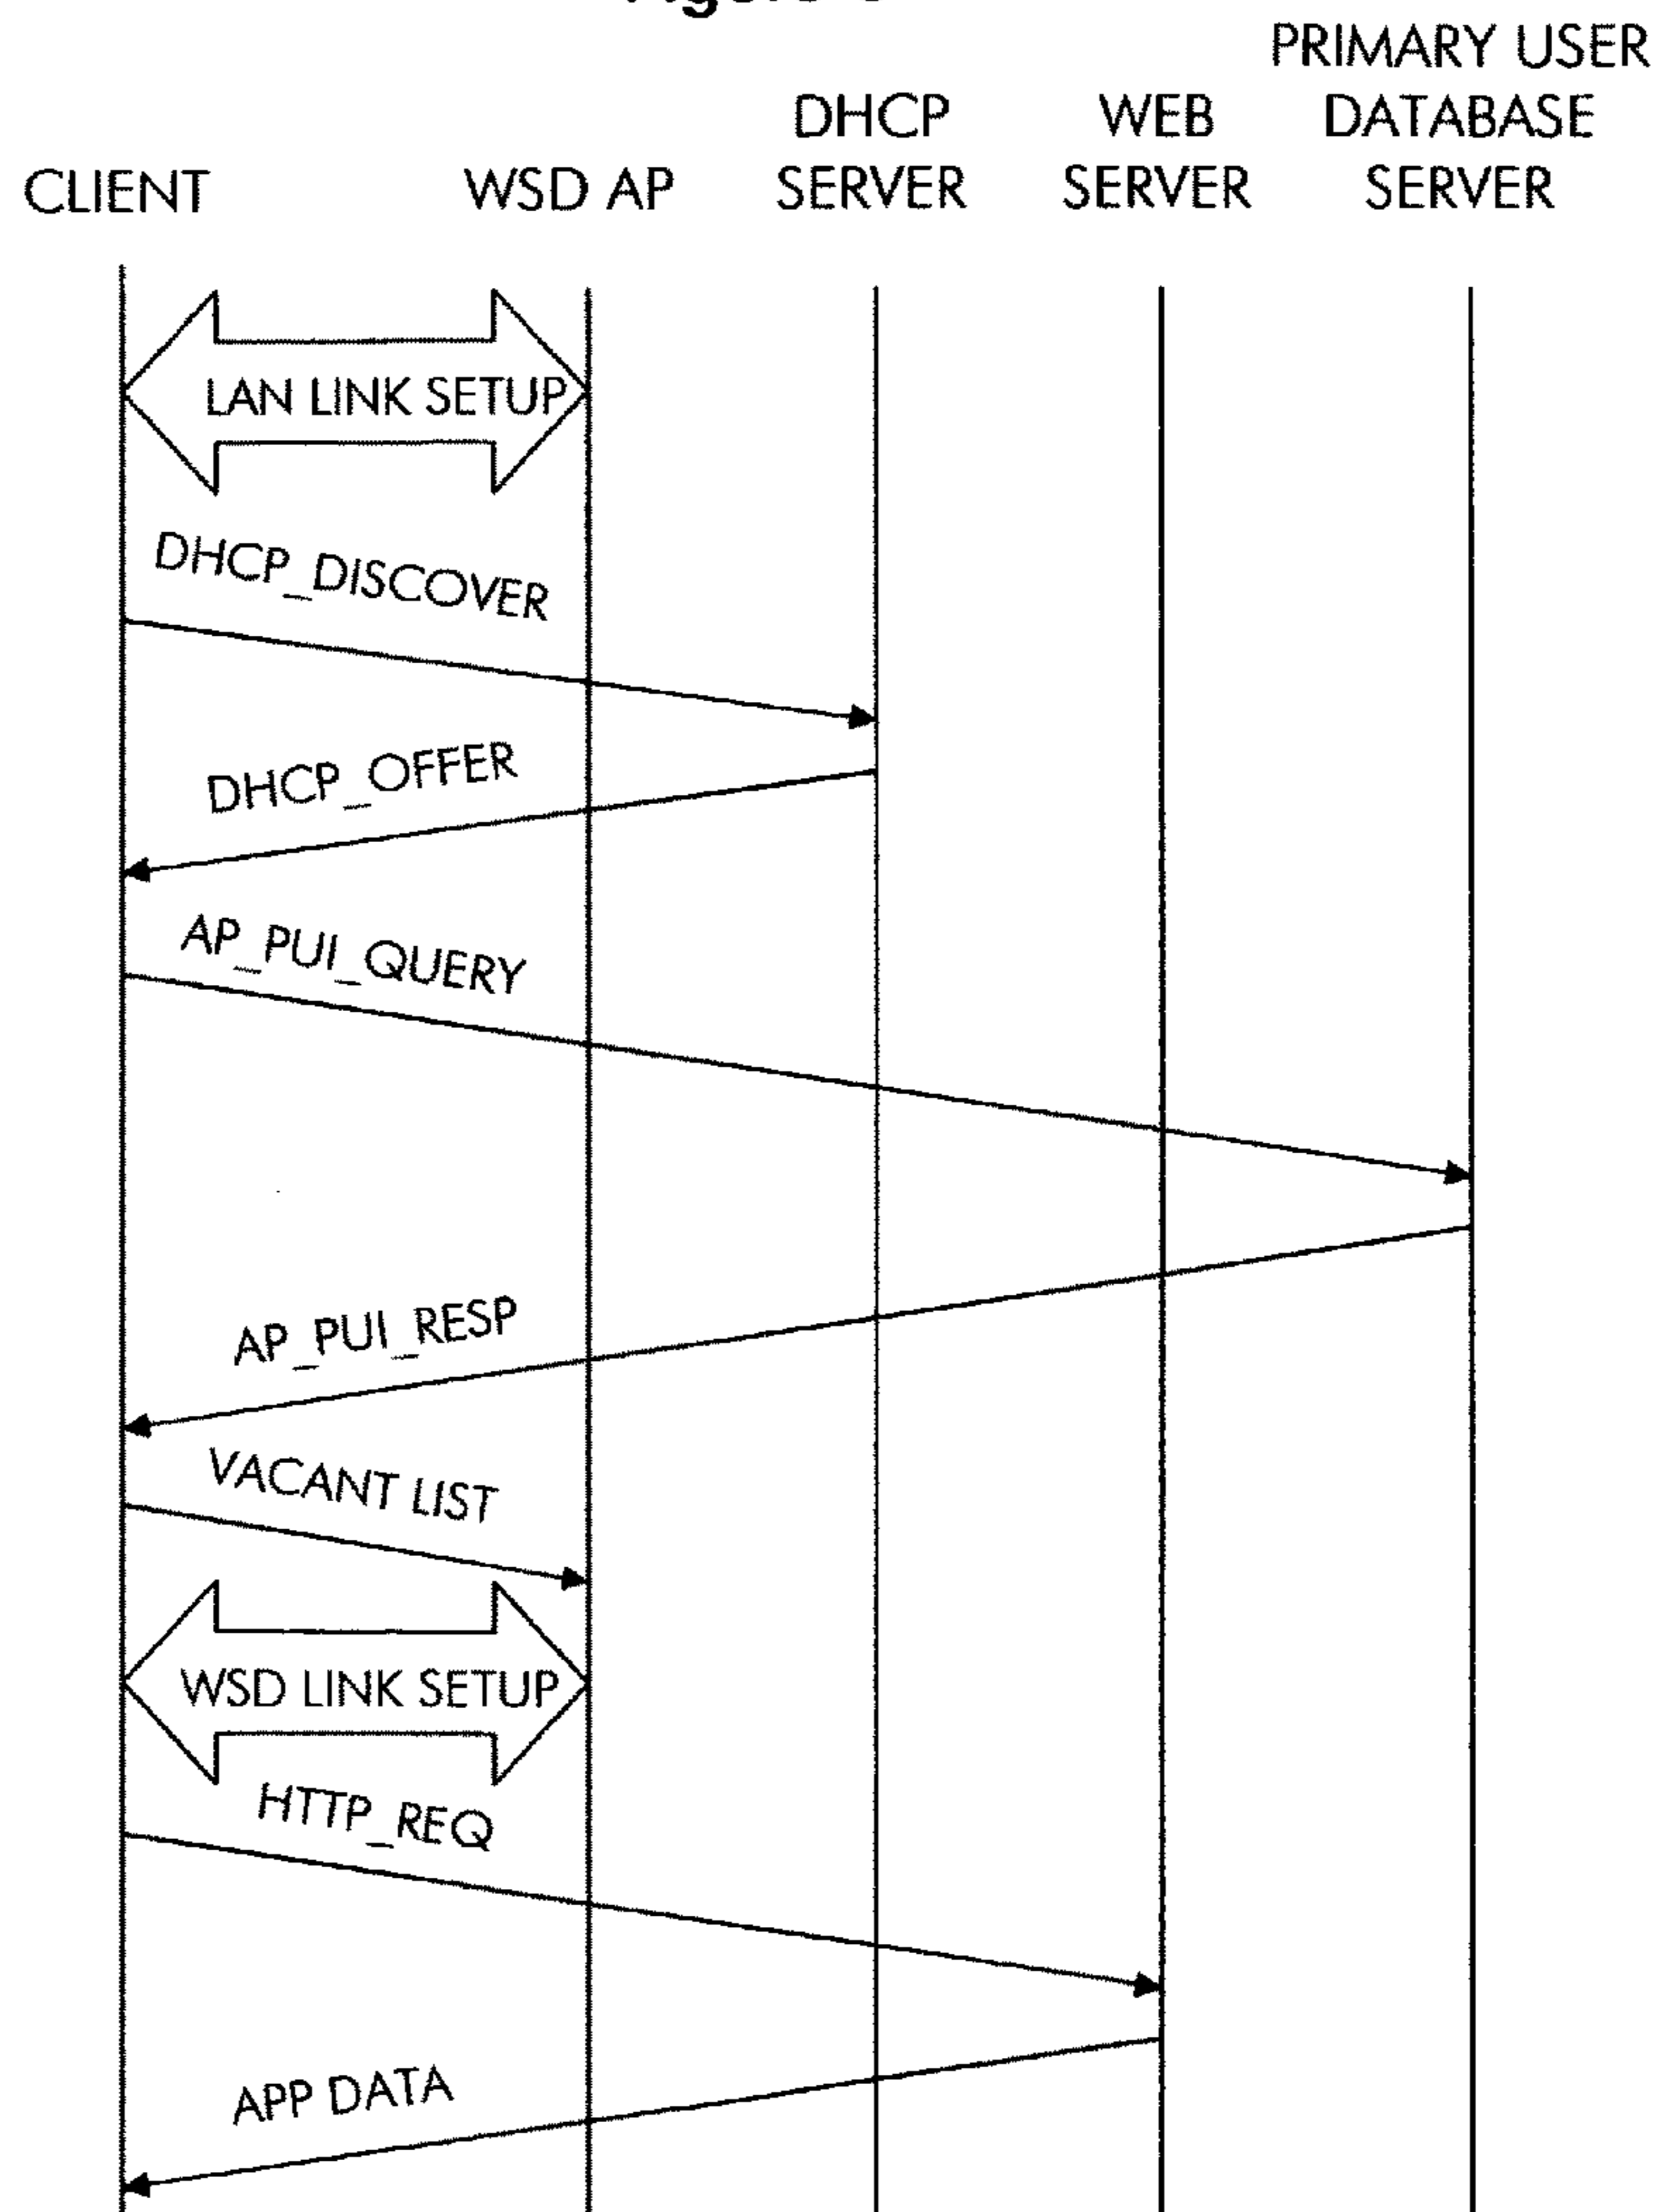 PRIMARY USER
DHCP WEB DATABASE
CLIENT WSD AP SERVER SERVER SERVER
LAN LINK SETUP
DHCP_DISCOVER
DHCP_OFFER
AP_PUI_QUERY
AP_PUI_RESP
VACANT LIST
WSD LINK SETUP
HTTP_REQ
APP DATA